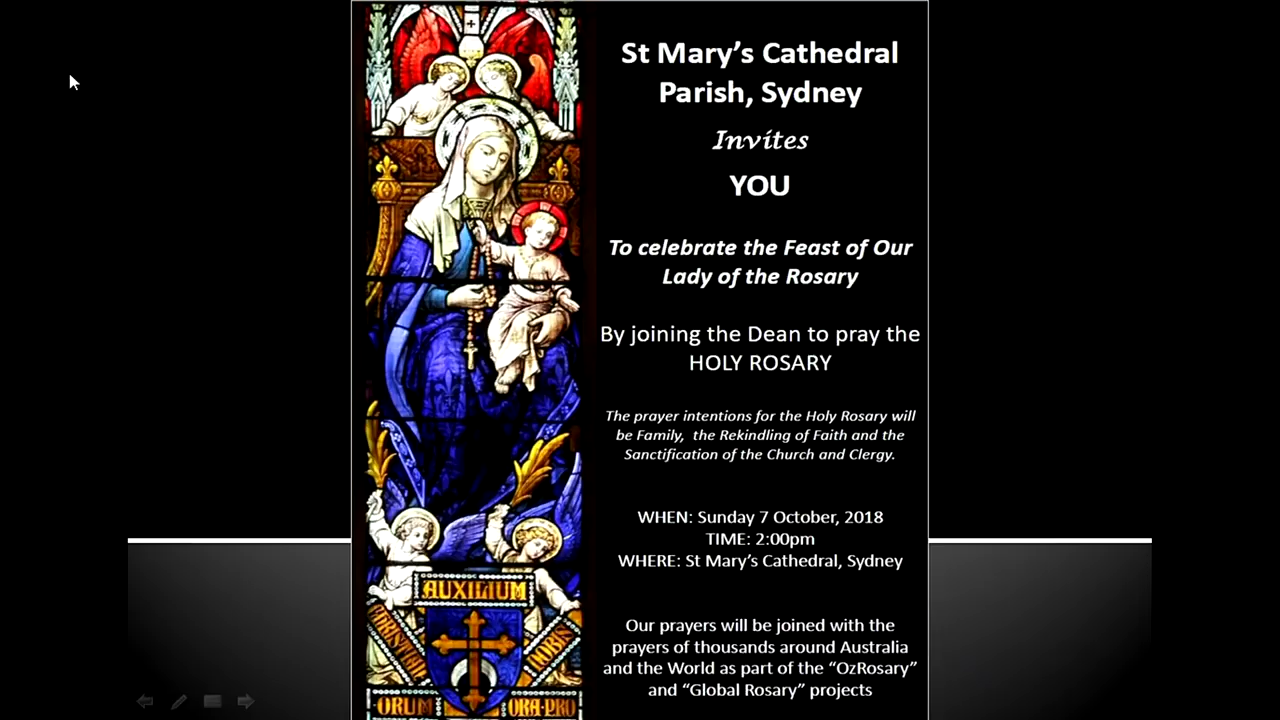 St Mary’s Cathedral
Parish, Sydney
Invites
YOU
To celebrate the Feast of Our
Lady of the Rosary
By joining the Dean to pray the
HOLY ROSARY
The prayer intentions for the Holy Rosary will
be Family, the Rekindling of Faith and the
Sanctification of the Church and Clergy.
WHEN: Sunday 7 October, 2018
TIME: 2:00pm
WHERE: St Mary’s Cathedral, Sydney
Our prayers will be joined with the
prayers of thousands around Australia
and the World as part of the “OzRosary”
and “Global Rosary” projects
AUXILIUM
ORUM
ORA·PRO